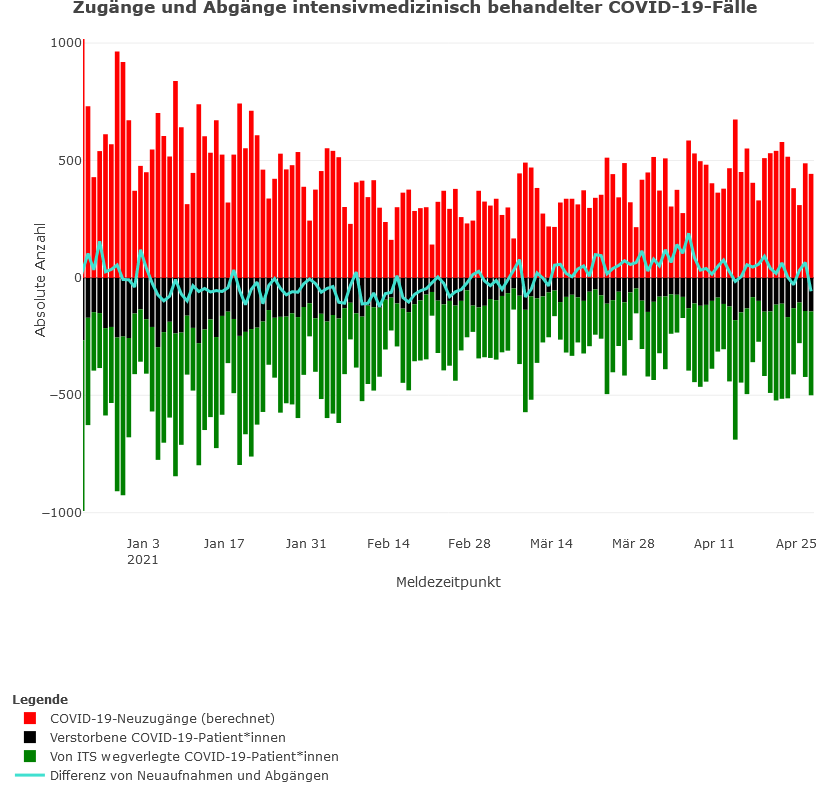 Zugänge und Abgänge intensivmedizinisch behandelter COVID-19-Fälle
1000
500
0
−500
−1000
Absolute Anzahl
Jan 3
2021
Jan 17
Jan 31
Feb 14
Feb 28
Mär 14
Mär 28
Apr 11
Apr 25
Meldezeitpunkt
Legende
COVID-19-Neuzugänge (berechnet)
Verstorbene COVID-19-Patient*innen
Von ITS wegverlegte COVID-19-Patient*innen
Differenz von Neuaufnahmen und Abgängen